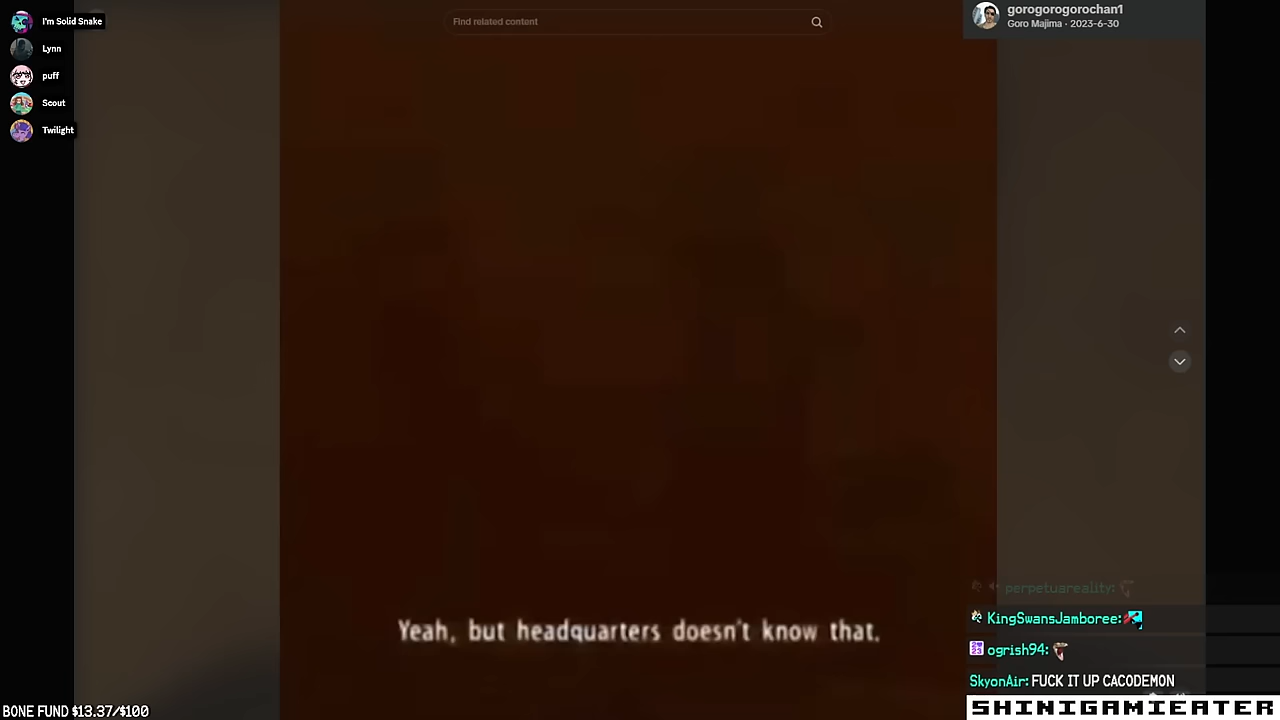 I'm Solid Snake
Lynn
puff
Scout
Twilight
Find related content
gorogorogorochan1
Goro Majima · 2023-6-30
Yeah, but headquarters doesn't know that.
perpetuareality:
KingSwansJamboree:
ogrish94:
SkyonAir: FUCK IT UP CACODEMON
BONE FUND $13.37/$100
SHINIGAMIEATER